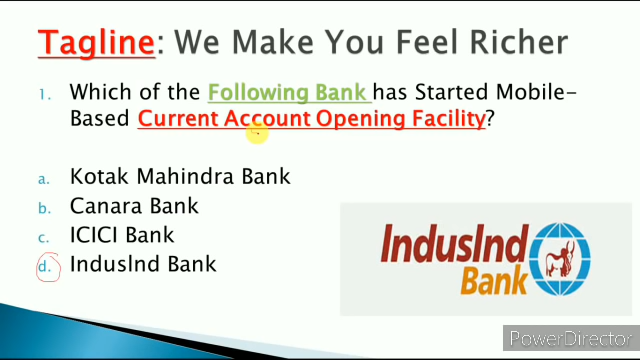 Tagline: We Make You Feel Richer
1. Which of the Following Bank has Started Mobile-
Based Current Account Opening Facility?
a. Kotak Mahindra Bank
b. Canara Bank
c. ICICI Bank
d. IndusInd Bank
IndusInd
Bank
PowerDirector